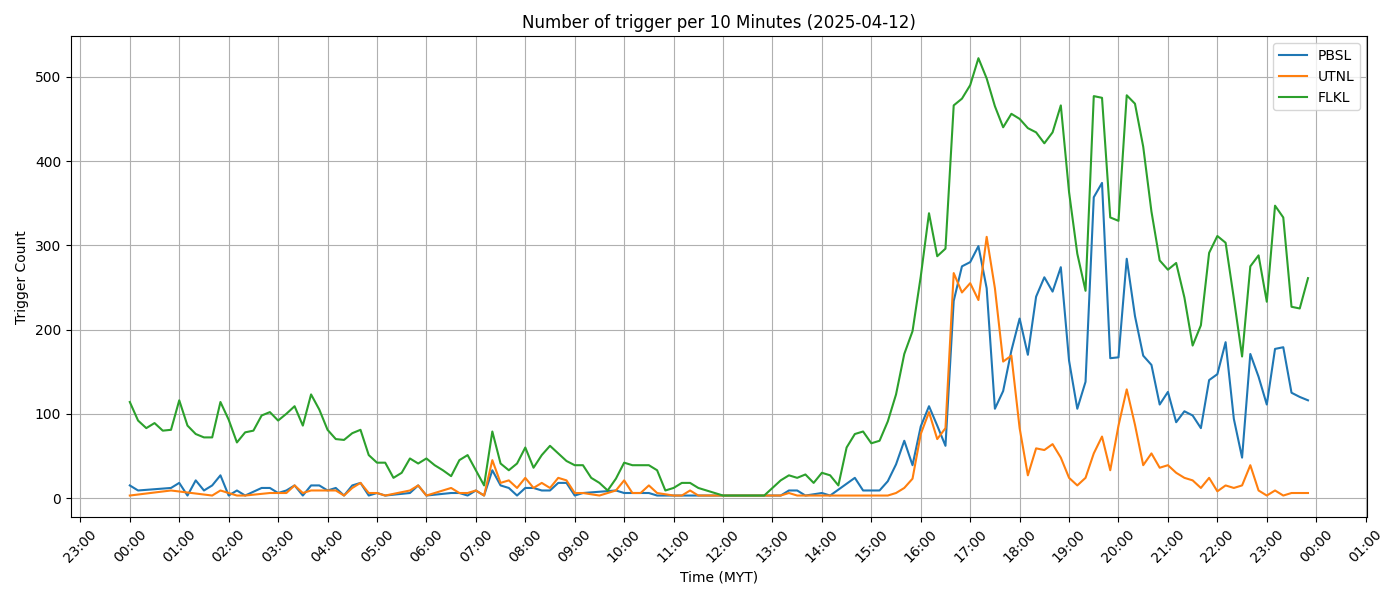 Number of trigger per 10 Minutes (2025-04-12)
PBSL
UTNL
FLKL
Trigger Count
500
400
300
200
100
0
23:00 00:00 01:00 02:00 03:00 04:00 05:00 06:00 07:00 08:00 09:00 10:00 11:00 12:00 13:00 14:00 15:00 16:00 17:00 18:00 19:00 20:00 21:00 22:00 23:00 00:00 01:00
Time (MYT)